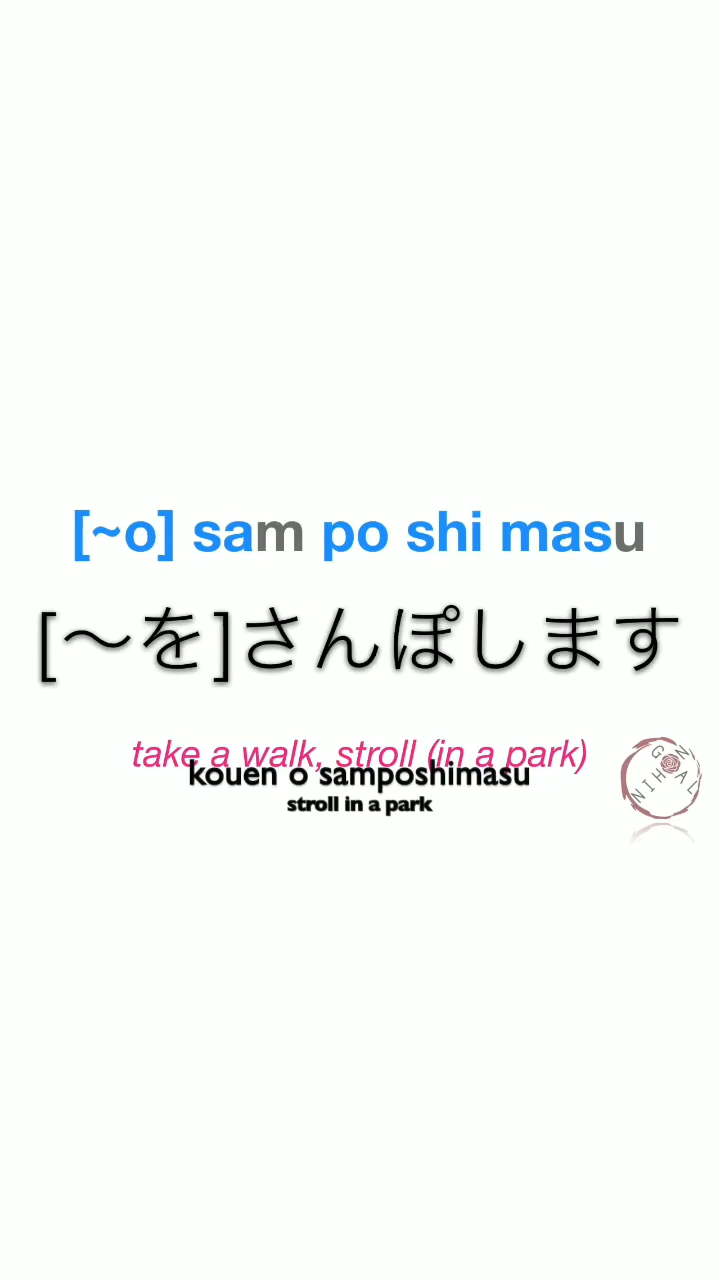 [~o] sam po shi masu
[〜を]さんぽします
take a walk, stroll (in a park)
kouen o samposhimasu
stroll in a park